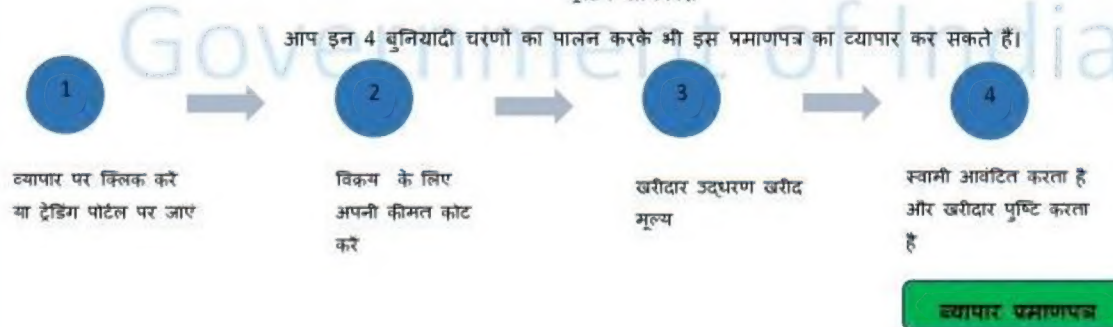 Government of India
आप इन 4 बुनियादी चरणों का पालन करके भी इस प्रमाणपत्र का व्यापार कर सकते हैं।
1
2
3
4
व्यापार पर क्लिक करें
या ट्रेडिंग पोर्टल पर जाएं
विक्रय के लिए
अपनी कीमत कोट
करें
खरीदार उद्धरण खरीद
मूल्य
स्वामी आवंटित करता है
और खरीदार पुष्टि करता
है
व्यापार प्रमाणपत्र